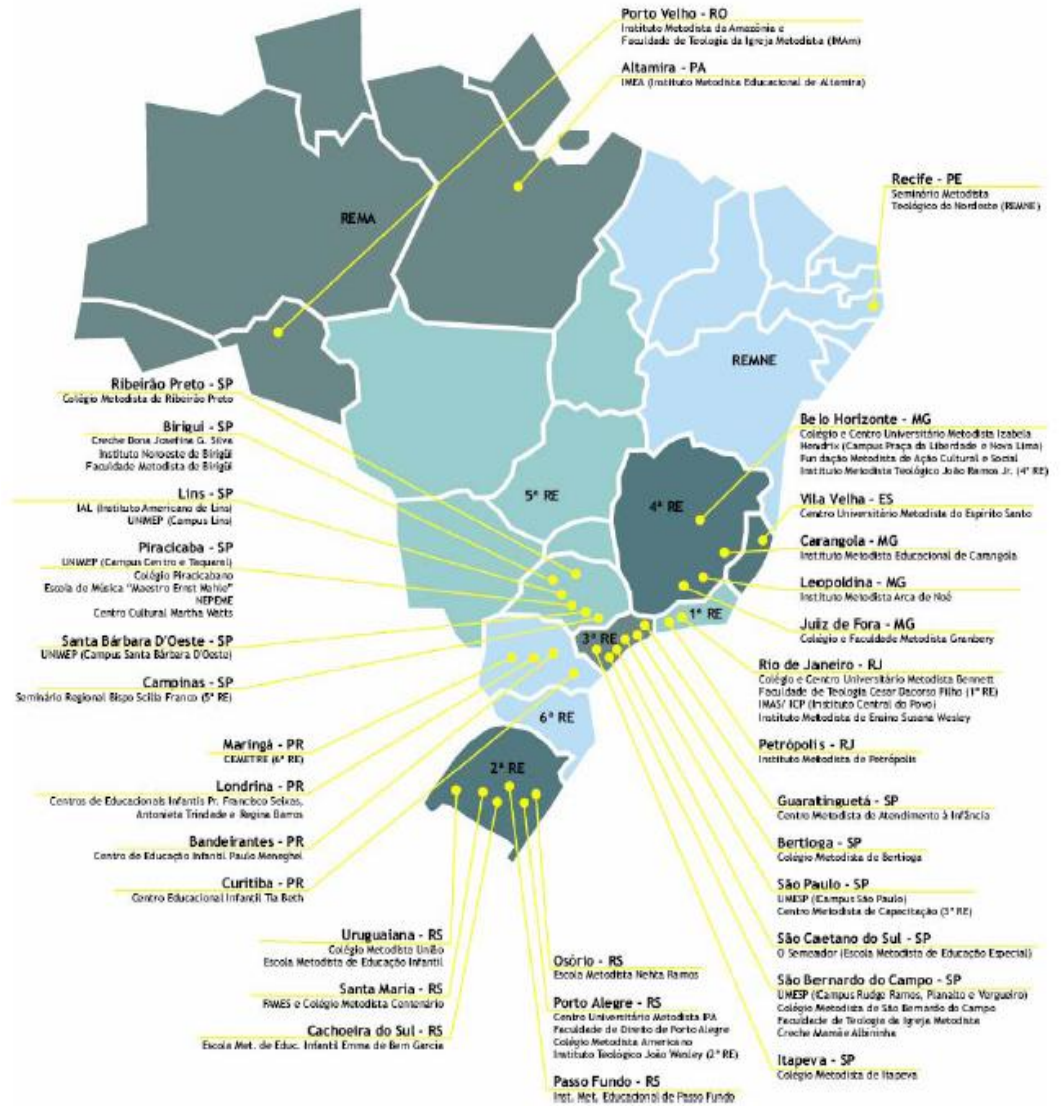 Porto Velho - RO
Instituto Metodista da Amazônia e
Faculdade de Teologia da Igreja Metodista (IMAm)
Altamira - PA
IMEA (Instituto Metodista Educacional de Altamira)
Recife - PE
Seminário Metodista
Teológico do Nordeste (REMNE)
REMA
REMNE
5ª RE
4ª RE
1ª RE
3ª RE
6ª RE
2ª RE
Ribeirão Preto - SP
Colégio Metodista de Ribeirão Preto
Birigui - SP
Creche Dona Josefina G. Silva
Instituto Noroeste de Birigüi
Faculdade Metodista de Birigüi
Lins - SP
IAL (Instituto Americano de Lins)
UNIMEP (Campus Lins)
Piracicaba - SP
UNIMEP (Campus Centro e Taquaral)
Colégio Piracicabano
Escola de Música "Maestro Ernst Mahle"
NEPEME
Centro Cultural Martha Watts
Santa Bárbara D'Oeste - SP
UNIMEP (Campus Santa Bárbara D'Oeste)
Campinas - SP
Seminário Regional Bispo Scilla Franco (5ª RE)
Maringá - PR
CEMETRE (6ª RE)
Londrina - PR
Centros de Educacionais Infantis Pr. Francisco Seixas,
Antonieta Trindade e Regina Barros
Bandeirantes - PR
Centro de Educação Infantil Paulo Meneghel
Curitiba - PR
Centro Educacional Infantil Tia Beth
Uruguaiana - RS
Colégio Metodista União
Escola Metodista de Educação Infantil
Santa Maria - RS
FAMES e Colégio Metodista Centenário
Cachoeira do Sul - RS
Escola Met. de Educ. Infantil Emma de Bem Garcia
Osório - RS
Escola Metodista Nehita Ramos
Porto Alegre - RS
Centro Universitário Metodista IPA
Faculdade de Direito de Porto Alegre
Colégio Metodista Americano
Instituto Teológico João Wesley (2ª RE)
Passo Fundo - RS
Inst. Met. Educacional de Passo Fundo
Belo Horizonte - MG
Colégio e Centro Universitário Metodista Izabela
Hendrix (Campus Praça da Liberdade e Nova Lima)
Fundação Metodista de Ação Cultural e Social
Instituto Metodista Teológico João Ramos Jr. (4ª RE)
Vila Velha - ES
Centro Universitário Metodista do Espírito Santo
Carangola - MG
Instituto Metodista Educacional de Carangola
Leopoldina - MG
Instituto Metodista Arca de Noé
Juiz de Fora - MG
Colégio e Faculdade Metodista Granbery
Rio de Janeiro - RJ
Colégio e Centro Universitário Metodista Bennett
Faculdade de Teologia Cesar Dacorso Filho (1ª RE)
IMAS/ ICP (Instituto Central do Povo)
Instituto Metodista de Ensino Susana Wesley
Petrópolis - RJ
Instituto Metodista de Petrópolis
Guaratinguetá - SP
Centro Metodista de Atendimento à Infância
Bertioga - SP
Colégio Metodista de Bertioga
São Paulo - SP
UMESP (Campus São Paulo)
Centro Metodista de Capacitação (3ª RE)
São Caetano do Sul - SP
O Semeador (Escola Metodista de Educação Especial)
São Bernardo do Campo - SP
UMESP (Campus Rudge Ramos, Planalto e Vergueiro)
Colégio Metodista de São Bernardo do Campo
Faculdade de Teologia da Igreja Metodista
Creche Mamãe Albininha
Itapeva - SP
Colégio Metodista de Itapeva